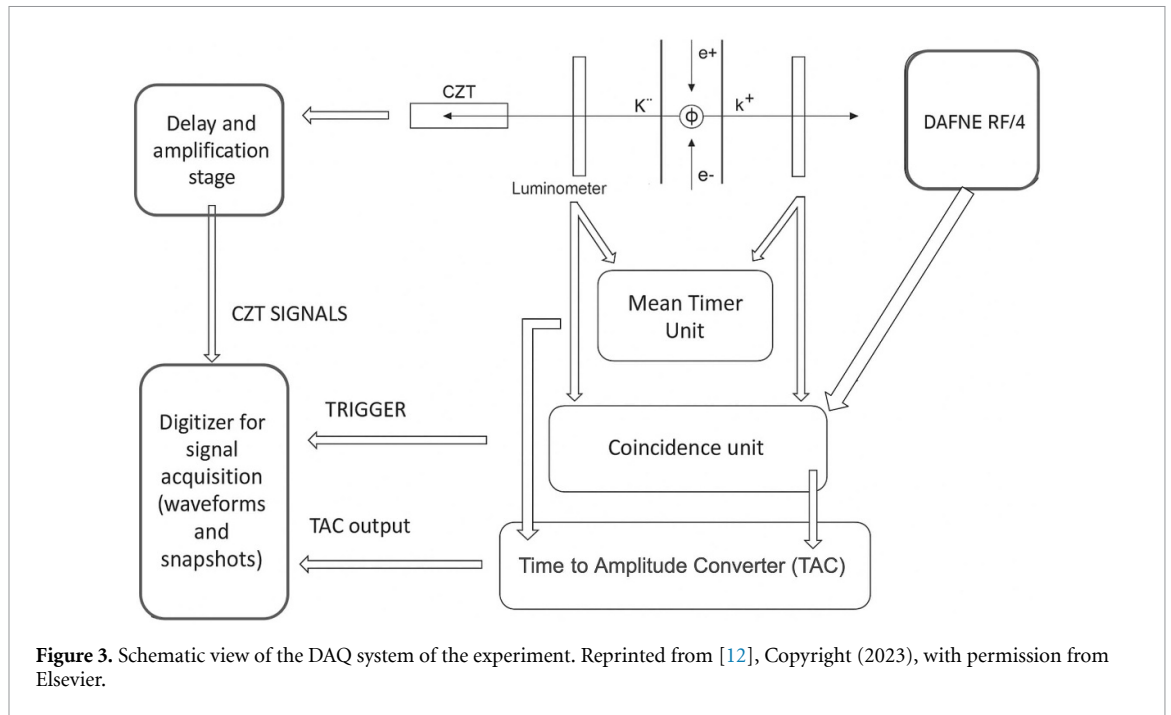 e+
CZT
K¨
ϕ
k+
DAFNE RF/4
Delay and
amplification
stage
e-
Luminometer
Mean Timer
Unit
CZT SIGNALS
TRIGGER
Digitizer for
signal
acquisition
(waveforms
and
snapshots)
Coincidence unit
TAC output
Time to Amplitude Converter (TAC)
Figure 3. Schematic view of the DAQ system of the experiment. Reprinted from [12], Copyright (2023), with permission from
Elsevier.